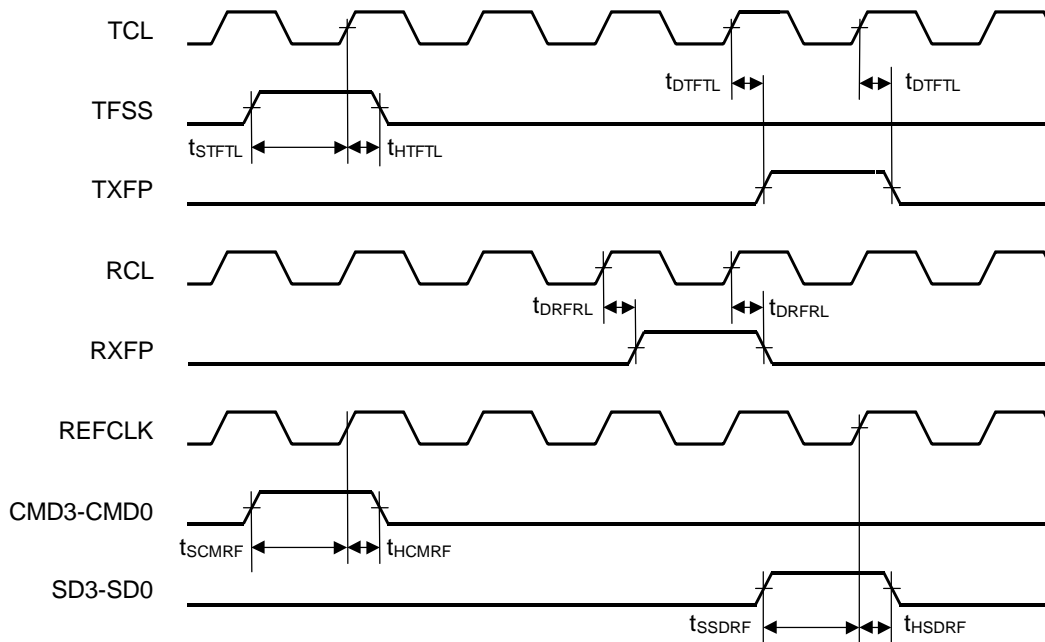 TCL
tDTFTL tDTFTL
TFSS
tSTFTL tHTFTL
TXFP
RCL
tDRFRL tDRFRL
RXFP
REFCLK
CMD3-CMD0
tSCMRF tHCMRF
SD3-SD0
tSSDRF tHSDRF